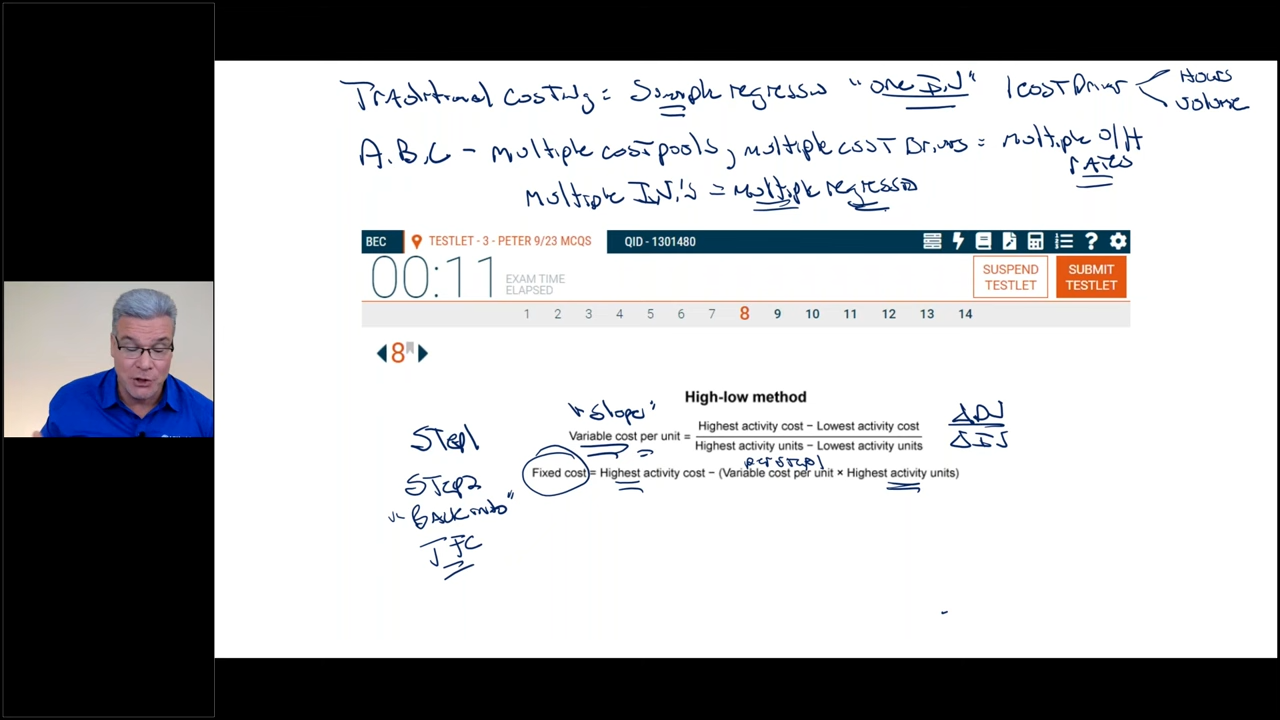 Traditional costing = Simple regression "one I.V" 1 cost Driver < Hours
Volume
A.B.C - multiple cost pools, multiple cost Drivers = multiple O/H
rates
multiple I.V.'s = multiple regression
BEC TESTLET - 3 - PETER 9/23 MCQS QID - 1301480
00:11 EXAM TIME ELAPSED
SUSPEND TESTLET
SUBMIT TESTLET
1 2 3 4 5 6 7 8 9 10 11 12 13 14
8
High-low method
"Slope"
STEP1 Variable cost per unit = Highest activity cost − Lowest activity cost ΔDV
Highest activity units − Lowest activity units ΔIV
per step 1
STEP2 Fixed cost = Highest activity cost − (Variable cost per unit × Highest activity units)
"Back into"
TFC